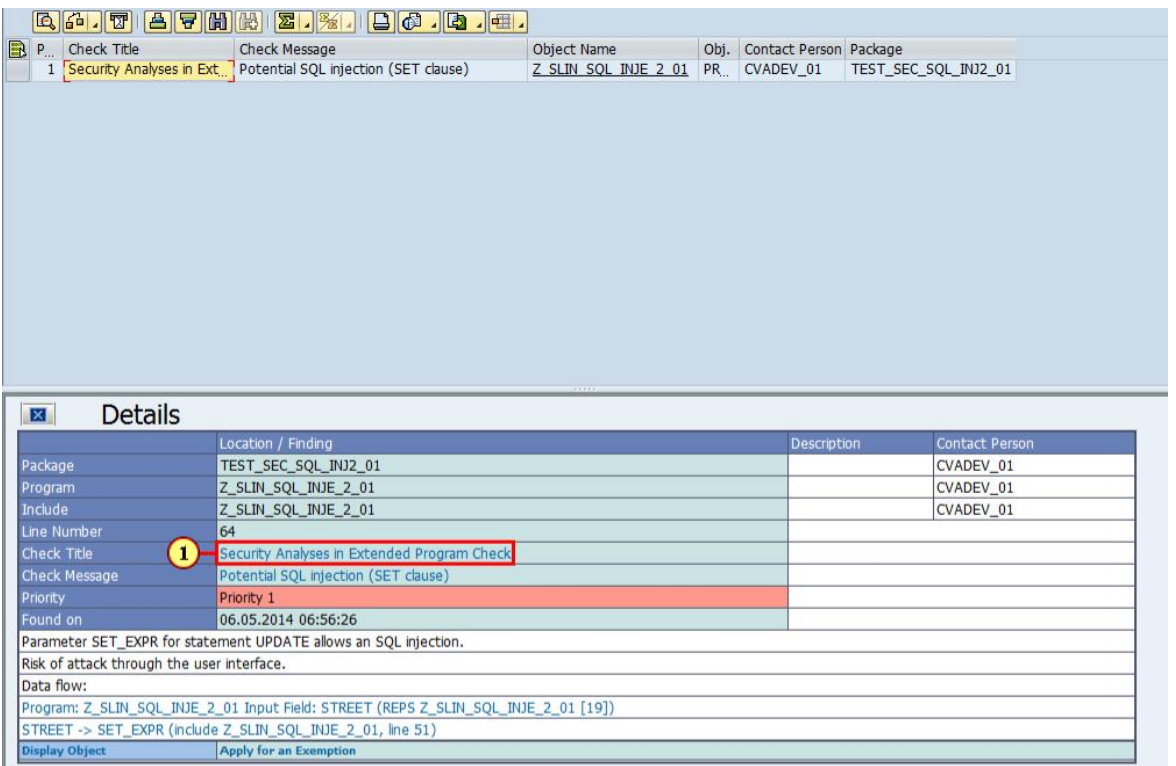 P... Check Title Check Message Object Name Obj. Contact Person Package
1 Security Analyses in Ext... Potential SQL injection (SET clause) Z_SLIN_SQL_INJE_2_01 PR... CVADEV_01 TEST_SEC_SQL_INJ2_01
Details
Location / Finding Description Contact Person
Package TEST_SEC_SQL_INJ2_01 CVADEV_01
Program Z_SLIN_SQL_INJE_2_01 CVADEV_01
Include Z_SLIN_SQL_INJE_2_01 CVADEV_01
Line Number 64
Check Title 1 Security Analyses in Extended Program Check
Check Message Potential SQL injection (SET clause)
Priority Priority 1
Found on 06.05.2014 06:56:26
Parameter SET_EXPR for statement UPDATE allows an SQL injection.
Risk of attack through the user interface.
Data flow:
Program: Z_SLIN_SQL_INJE_2_01 Input Field: STREET (REPS Z_SLIN_SQL_INJE_2_01 [19])
STREET -> SET_EXPR (include Z_SLIN_SQL_INJE_2_01, line 51)
Display Object Apply for an Exemption